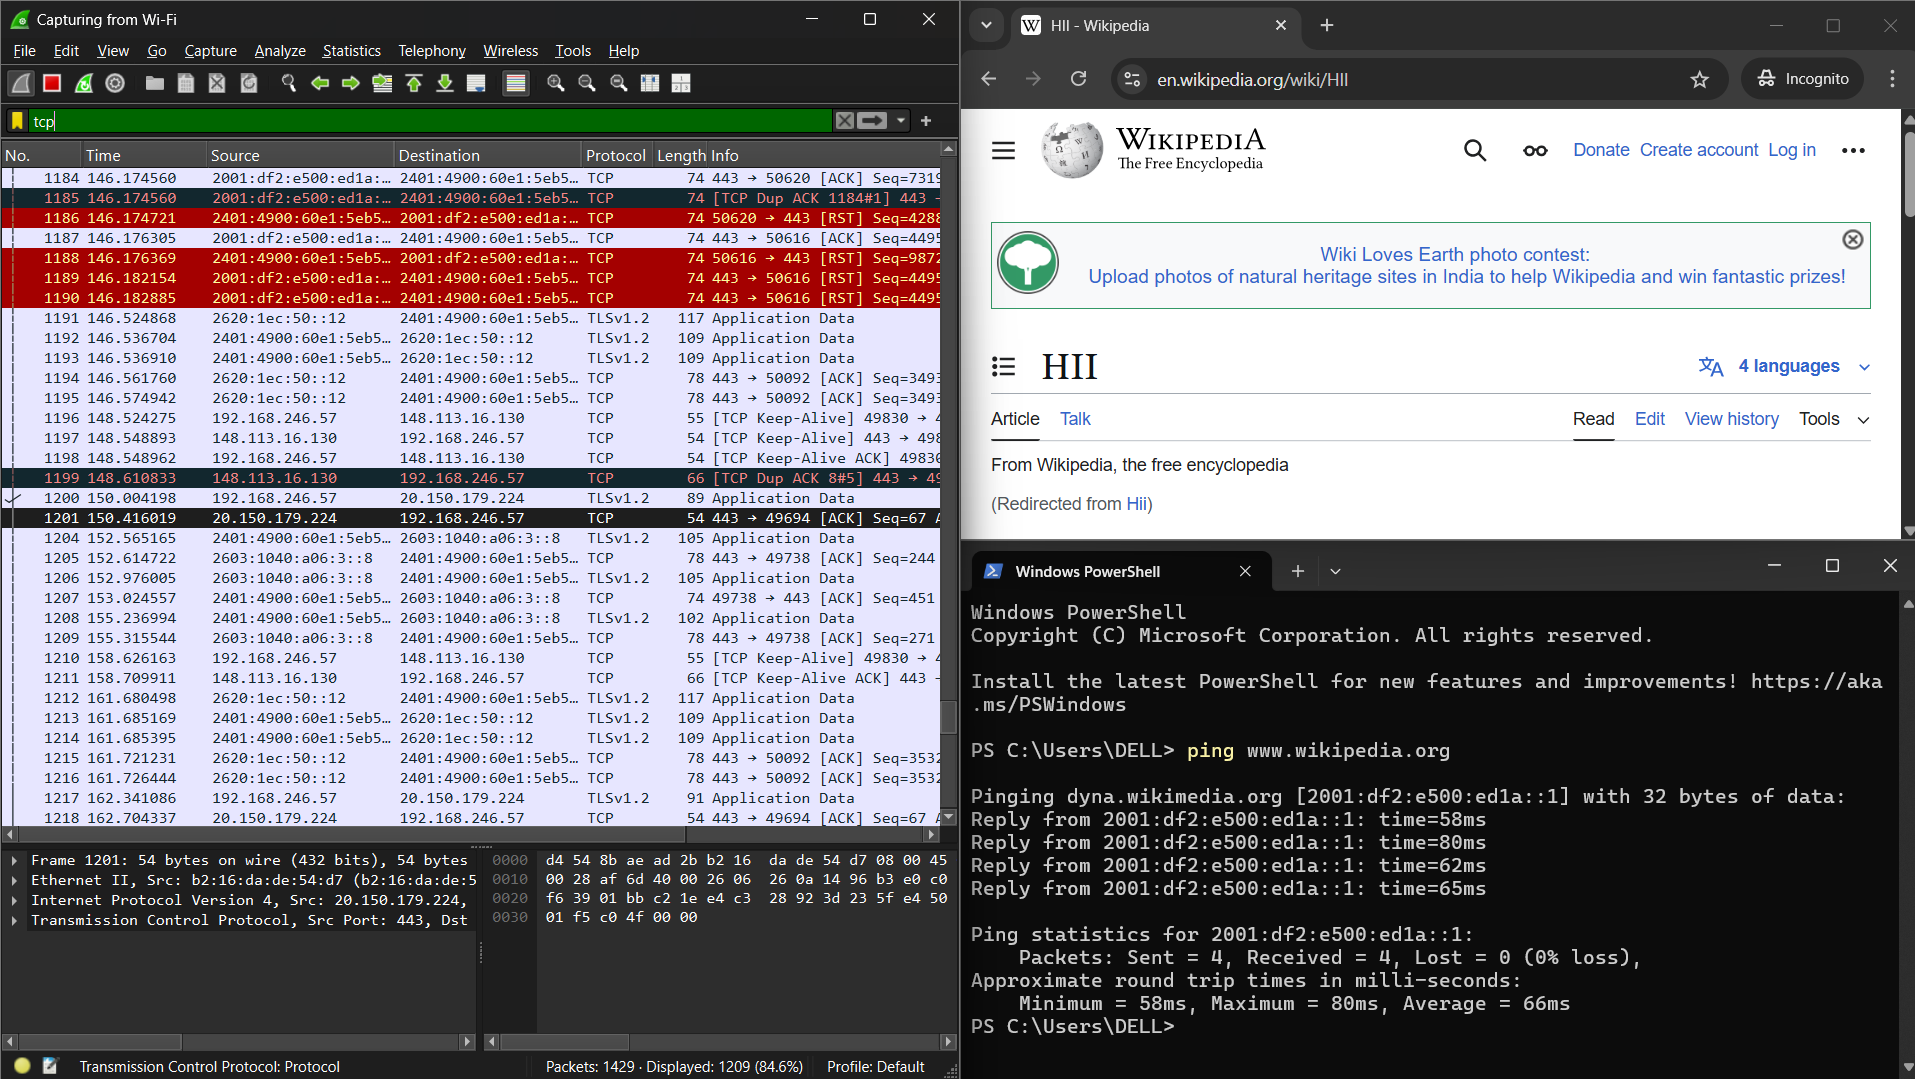 Capturing from Wi-Fi
File Edit View Go Capture Analyze Statistics Telephony Wireless Tools Help
tcp
No. Time Source Destination Protocol Length Info
1184 146.174560 2001:df2:e500:ed1a:… 2401:4900:60e1:5eb5… TCP 74 443 → 50620 [ACK] Seq=7319
1185 146.174560 2001:df2:e500:ed1a:… 2401:4900:60e1:5eb5… TCP 74 [TCP Dup ACK 1184#1] 443 →
1186 146.174721 2401:4900:60e1:5eb5… 2001:df2:e500:ed1a:… TCP 74 50620 → 443 [RST] Seq=4288
1187 146.176305 2001:df2:e500:ed1a:… 2401:4900:60e1:5eb5… TCP 74 443 → 50616 [ACK] Seq=4495
1188 146.176369 2401:4900:60e1:5eb5… 2001:df2:e500:ed1a:… TCP 74 50616 → 443 [RST] Seq=9872
1189 146.182154 2001:df2:e500:ed1a:… 2401:4900:60e1:5eb5… TCP 74 443 → 50616 [RST] Seq=4495
1190 146.182885 2001:df2:e500:ed1a:… 2401:4900:60e1:5eb5… TCP 74 443 → 50616 [RST] Seq=4495
1191 146.524868 2620:1ec:50::12 2401:4900:60e1:5eb5… TLSv1.2 117 Application Data
1192 146.536704 2401:4900:60e1:5eb5… 2620:1ec:50::12 TLSv1.2 109 Application Data
1193 146.536910 2401:4900:60e1:5eb5… 2620:1ec:50::12 TLSv1.2 109 Application Data
1194 146.561760 2620:1ec:50::12 2401:4900:60e1:5eb5… TCP 78 443 → 50092 [ACK] Seq=3493
1195 146.574942 2620:1ec:50::12 2401:4900:60e1:5eb5… TCP 78 443 → 50092 [ACK] Seq=3493
1196 148.524275 192.168.246.57 148.113.16.130 TCP 55 [TCP Keep-Alive] 49830 → 4
1197 148.548893 148.113.16.130 192.168.246.57 TCP 54 [TCP Keep-Alive] 443 → 498
1198 148.548962 192.168.246.57 148.113.16.130 TCP 54 [TCP Keep-Alive ACK] 49830
1199 148.610833 148.113.16.130 192.168.246.57 TCP 66 [TCP Dup ACK 8#5] 443 → 49
1200 150.004198 192.168.246.57 20.150.179.224 TLSv1.2 89 Application Data
1201 150.416019 20.150.179.224 192.168.246.57 TCP 54 443 → 49694 [ACK] Seq=67 A
1204 152.565165 2401:4900:60e1:5eb5… 2603:1040:a06:3::8 TLSv1.2 105 Application Data
1205 152.614722 2603:1040:a06:3::8 2401:4900:60e1:5eb5… TCP 78 443 → 49738 [ACK] Seq=244
1206 152.976005 2603:1040:a06:3::8 2401:4900:60e1:5eb5… TLSv1.2 105 Application Data
1207 153.024557 2401:4900:60e1:5eb5… 2603:1040:a06:3::8 TCP 74 49738 → 443 [ACK] Seq=451
1208 155.236994 2401:4900:60e1:5eb5… 2603:1040:a06:3::8 TLSv1.2 102 Application Data
1209 155.315544 2603:1040:a06:3::8 2401:4900:60e1:5eb5… TCP 78 443 → 49738 [ACK] Seq=271
1210 158.626163 192.168.246.57 148.113.16.130 TCP 55 [TCP Keep-Alive] 49830 → 4
1211 158.709911 148.113.16.130 192.168.246.57 TCP 66 [TCP Keep-Alive ACK] 443 →
1212 161.680498 2620:1ec:50::12 2401:4900:60e1:5eb5… TLSv1.2 117 Application Data
1213 161.685169 2401:4900:60e1:5eb5… 2620:1ec:50::12 TLSv1.2 109 Application Data
1214 161.685395 2401:4900:60e1:5eb5… 2620:1ec:50::12 TLSv1.2 109 Application Data
1215 161.721231 2620:1ec:50::12 2401:4900:60e1:5eb5… TCP 78 443 → 50092 [ACK] Seq=3532
1216 161.726444 2620:1ec:50::12 2401:4900:60e1:5eb5… TCP 78 443 → 50092 [ACK] Seq=3532
1217 162.341086 192.168.246.57 20.150.179.224 TLSv1.2 91 Application Data
1218 162.704337 20.150.179.224 192.168.246.57 TCP 54 443 → 49694 [ACK] Seq=67 A
Frame 1201: 54 bytes on wire (432 bits), 54 bytes
Ethernet II, Src: b2:16:da:de:54:d7 (b2:16:da:de:5
Internet Protocol Version 4, Src: 20.150.179.224,
Transmission Control Protocol, Src Port: 443, Dst
0000 d4 54 8b ae ad 2b b2 16 da de 54 d7 08 00 45
0010 00 28 af 6d 40 00 26 06 26 0a 14 96 b3 e0 c0
0020 f6 39 01 bb c2 1e e4 c3 28 92 3d 23 5f e4 50
0030 01 f5 c0 4f 00 00
Transmission Control Protocol: Protocol
Packets: 1429 · Displayed: 1209 (84.6%)
Profile: Default
HII - Wikipedia
en.wikipedia.org/wiki/HII
Incognito
WIKIPEDIA
The Free Encyclopedia
Donate Create account Log in
Wiki Loves Earth photo contest:
Upload photos of natural heritage sites in India to help Wikipedia and win fantastic prizes!
HII
4 languages
Article Talk
Read Edit View history Tools
From Wikipedia, the free encyclopedia
(Redirected from Hii)
Windows PowerShell
Windows PowerShell
Copyright (C) Microsoft Corporation. All rights reserved.
Install the latest PowerShell for new features and improvements! https://aka
.ms/PSWindows
PS C:\Users\DELL> ping www.wikipedia.org
Pinging dyna.wikimedia.org [2001:df2:e500:ed1a::1] with 32 bytes of data:
Reply from 2001:df2:e500:ed1a::1: time=58ms
Reply from 2001:df2:e500:ed1a::1: time=80ms
Reply from 2001:df2:e500:ed1a::1: time=62ms
Reply from 2001:df2:e500:ed1a::1: time=65ms
Ping statistics for 2001:df2:e500:ed1a::1:
Packets: Sent = 4, Received = 4, Lost = 0 (0% loss),
Approximate round trip times in milli-seconds:
Minimum = 58ms, Maximum = 80ms, Average = 66ms
PS C:\Users\DELL>